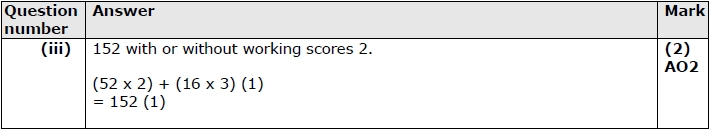 Question number Answer Mark
(iii) 152 with or without working scores 2. (2) AO2
(52 x 2) + (16 x 3) (1)
= 152 (1)